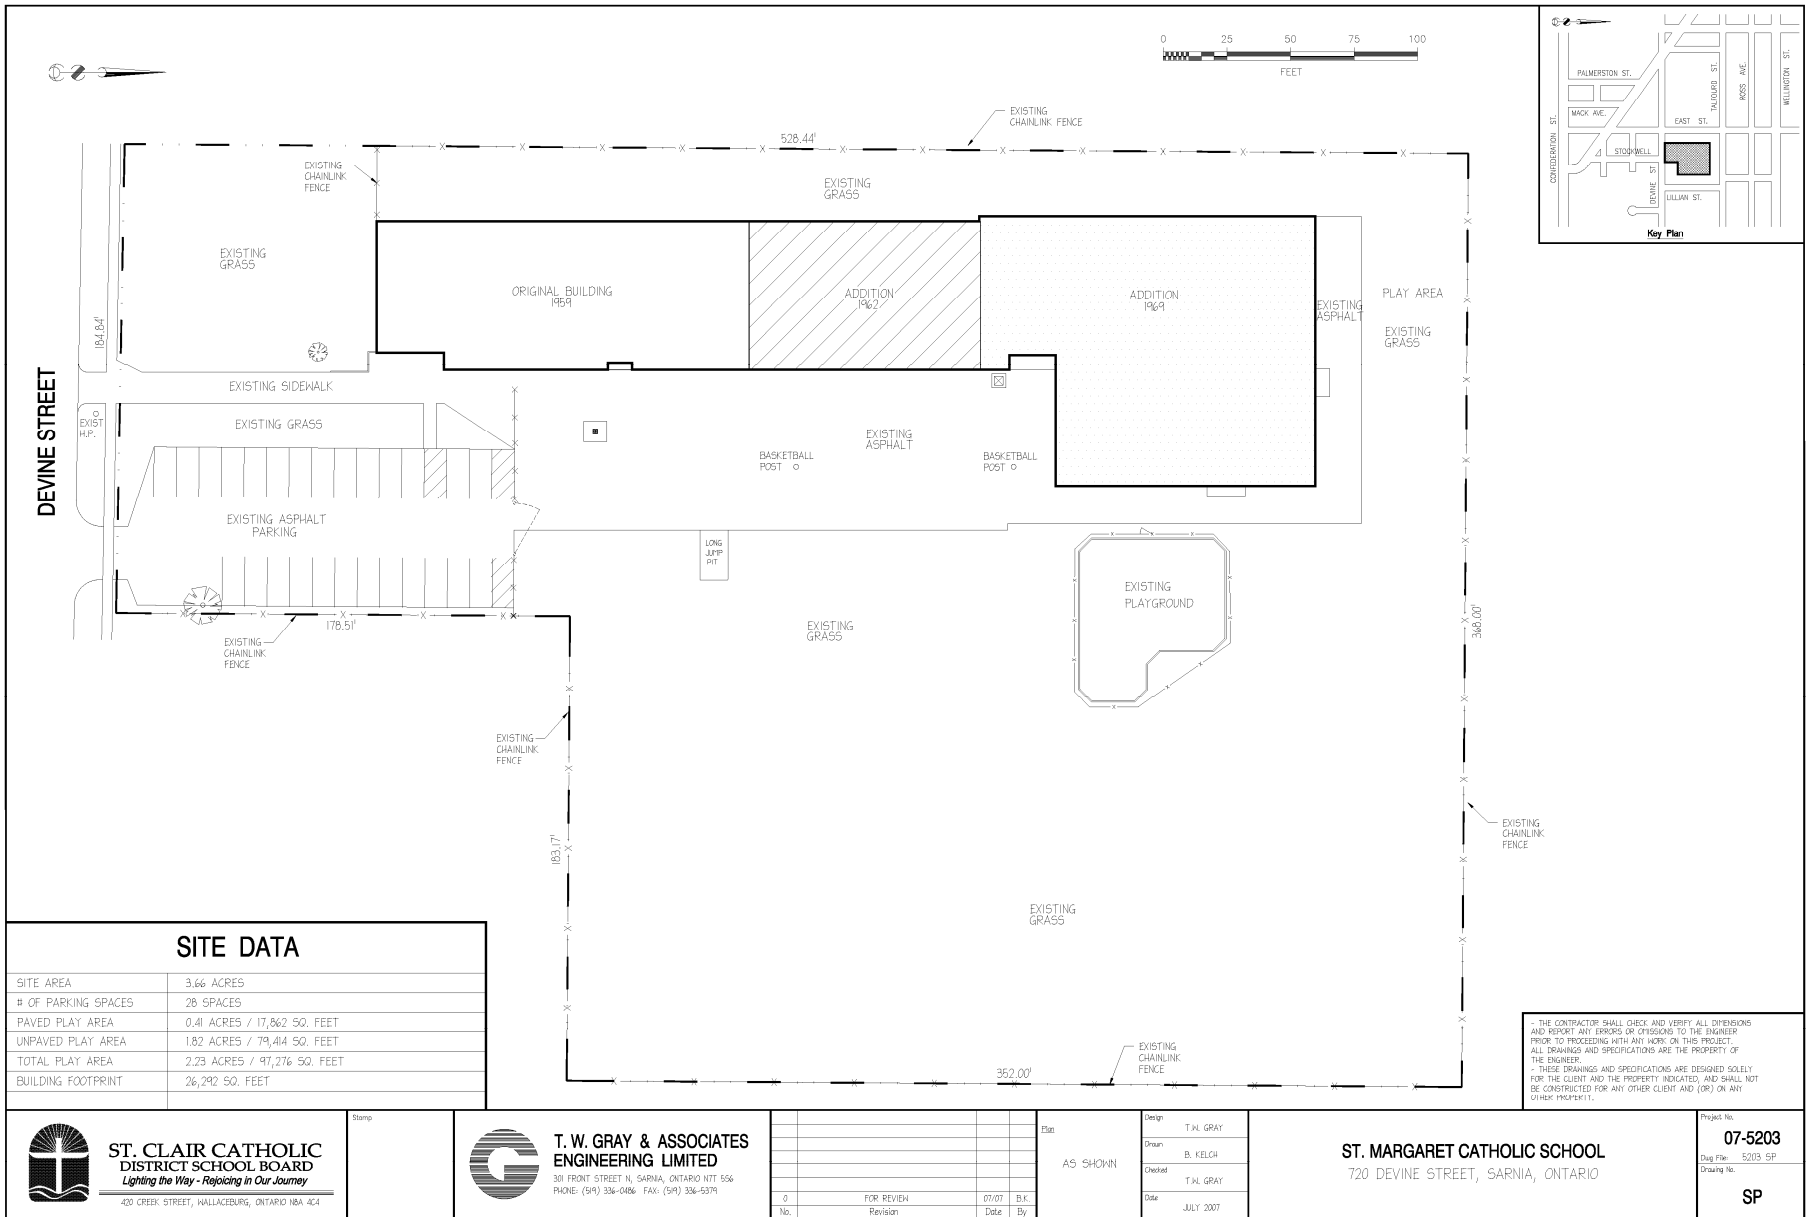 0 25 50 75 100
FEET
EXISTING
CHAINLINK FENCE
528.44'
EXISTING
CHAINLINK
FENCE
EXISTING
GRASS
EXISTING
GRASS
ORIGINAL BUILDING
1959
ADDITION
1962
ADDITION
1969
EXISTING
ASPHALT
PLAY AREA
EXISTING
GRASS
184.84'
DEVINE STREET
EXISTING SIDEWALK
EXIST
H.P.
EXISTING GRASS
EXISTING
ASPHALT
BASKETBALL
POST
BASKETBALL
POST
EXISTING ASPHALT
PARKING
LONG
JUMP
PIT
EXISTING
PLAYGROUND
178.51'
EXISTING
CHAINLINK
FENCE
EXISTING
GRASS
368.00'
EXISTING
CHAINLINK
FENCE
183.17'
EXISTING
CHAINLINK
FENCE
EXISTING
GRASS
352.00'
EXISTING
CHAINLINK
FENCE
PALMERSTON ST.
MACK AVE.
CONFEDERATION ST.
STOCKWELL
DEVINE ST
EAST ST.
TALFOURD ST.
ROSS AVE.
WELLINGTON ST.
LILLIAN ST.
Key Plan
SITE DATA
SITE AREA 3.66 ACRES
# OF PARKING SPACES 28 SPACES
PAVED PLAY AREA 0.41 ACRES / 17,862 SQ. FEET
UNPAVED PLAY AREA 1.82 ACRES / 79,414 SQ. FEET
TOTAL PLAY AREA 2.23 ACRES / 97,276 SQ. FEET
BUILDING FOOTPRINT 26,292 SQ. FEET
- THE CONTRACTOR SHALL CHECK AND VERIFY ALL DIMENSIONS
AND REPORT ANY ERRORS OR OMISSIONS TO THE ENGINEER
PRIOR TO PROCEEDING WITH ANY WORK ON THIS PROJECT.
ALL DRAWINGS AND SPECIFICATIONS ARE THE PROPERTY OF
THE ENGINEER.
- THESE DRAWINGS AND SPECIFICATIONS ARE DESIGNED SOLELY
FOR THE CLIENT AND THE PROPERTY INDICATED, AND SHALL NOT
BE CONSTRUCTED FOR ANY OTHER CLIENT AND (OR) ON ANY
OTHER PROPERTY.
ST. CLAIR CATHOLIC
DISTRICT SCHOOL BOARD
Lighting the Way - Rejoicing in Our Journey
420 CREEK STREET, WALLACEBURG, ONTARIO N8A 4C4
Stamp
T. W. GRAY & ASSOCIATES
ENGINEERING LIMITED
301 FRONT STREET N, SARNIA, ONTARIO N7T 5S6
PHONE: (519) 336-0486 FAX: (519) 336-5379
0 FOR REVIEW 07/07 B.K.
No. Revision Date By
Plan
AS SHOWN
Design
T.W. GRAY
Drawn
B. KELCH
Checked
T.W. GRAY
Date
JULY 2007
ST. MARGARET CATHOLIC SCHOOL
720 DEVINE STREET, SARNIA, ONTARIO
Project No.
07-5203
Dwg File: 5203 SP
Drawing No.
SP